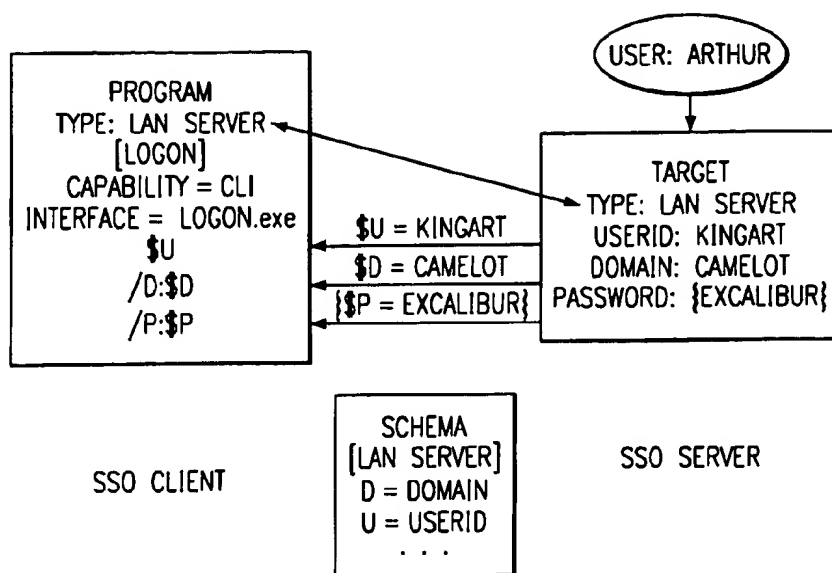 USER: ARTHUR
PROGRAM
TYPE: LAN SERVER
[LOGON]
CAPABILITY = CLI
INTERFACE = LOGON.exe
$U
/D:$D
/P:$P
$U = KINGART
$D = CAMELOT
{$P = EXCALIBUR}
TARGET
TYPE: LAN SERVER
USERID: KINGART
DOMAIN: CAMELOT
PASSWORD: {EXCALIBUR}
SSO CLIENT
SCHEMA
[LAN SERVER]
D = DOMAIN
U = USERID
. . .
SSO SERVER